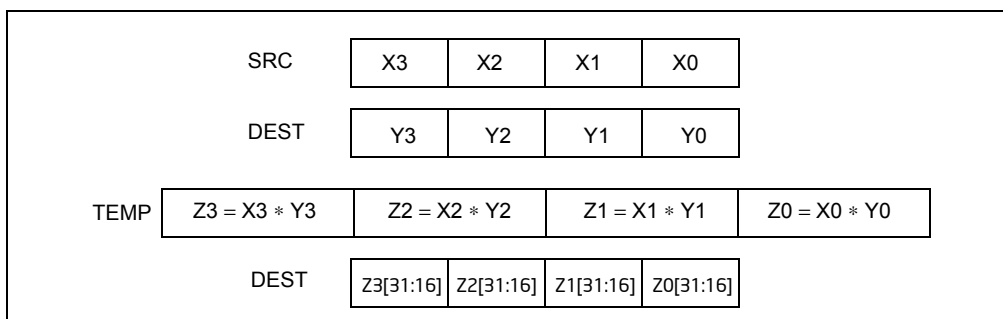 SRC X3 X2 X1 X0
DEST Y3 Y2 Y1 Y0
TEMP Z3 = X3 ∗ Y3 Z2 = X2 ∗ Y2 Z1 = X1 ∗ Y1 Z0 = X0 ∗ Y0
DEST Z3[31:16] Z2[31:16] Z1[31:16] Z0[31:16]